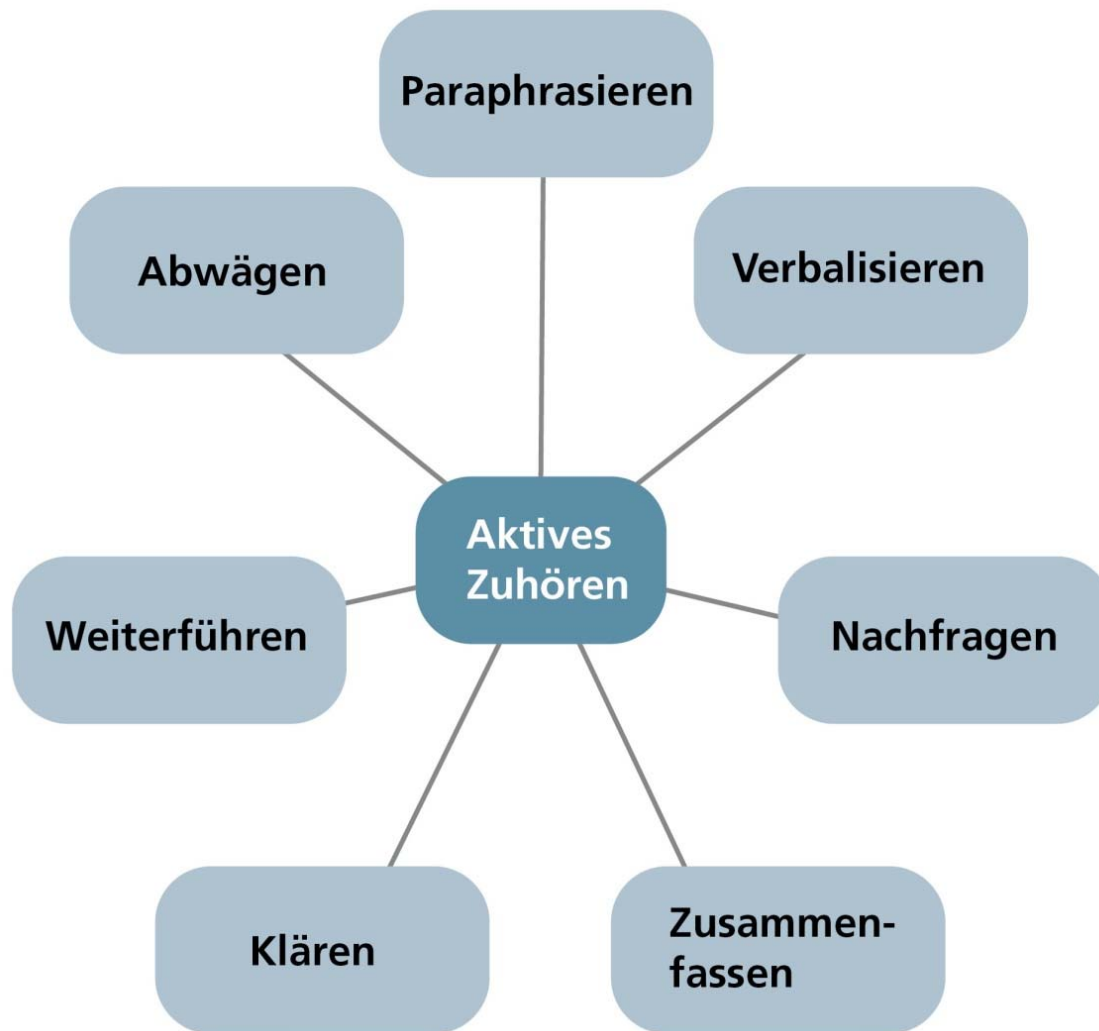 Paraphrasieren
Abwägen
Verbalisieren
Aktives
Zuhören
Weiterführen
Nachfragen
Klären
Zusammen-
fassen